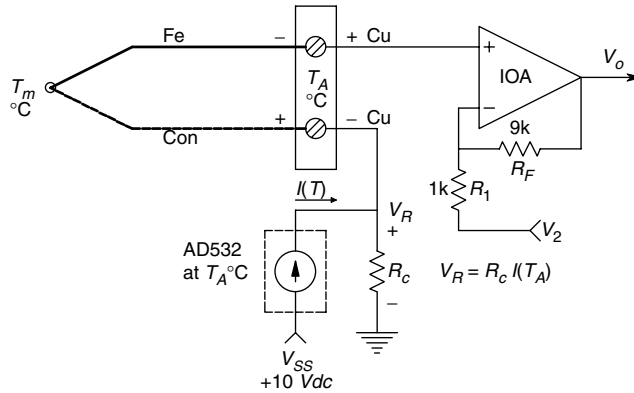 Fe
− + Cu
+
IOA
V_o
T_m
°C
T_A
°C
−
9k
+ − Cu
Con
R_F
I(T)
1k R_1
V_R
+
V_2
AD532
at T_A°C
R_c
V_R = R_c I(T_A)
−
V_SS
+10 Vdc